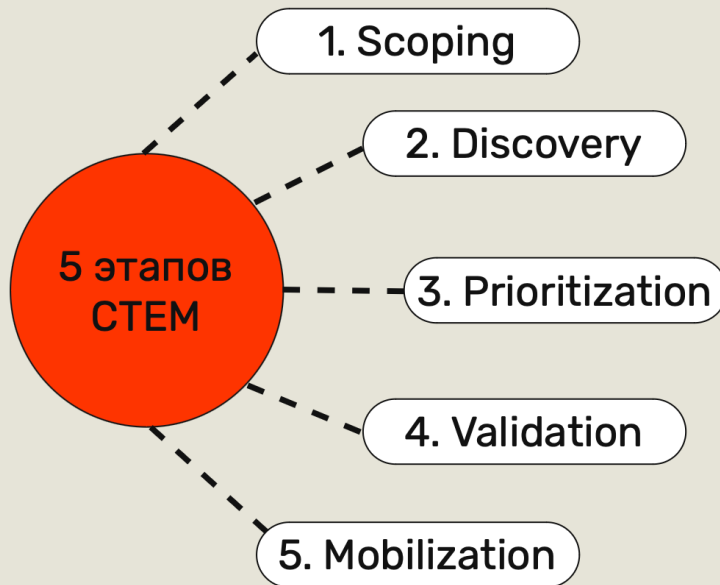 1. Scoping
2. Discovery
5 этапов
CTEM
3. Prioritization
4. Validation
5. Mobilization